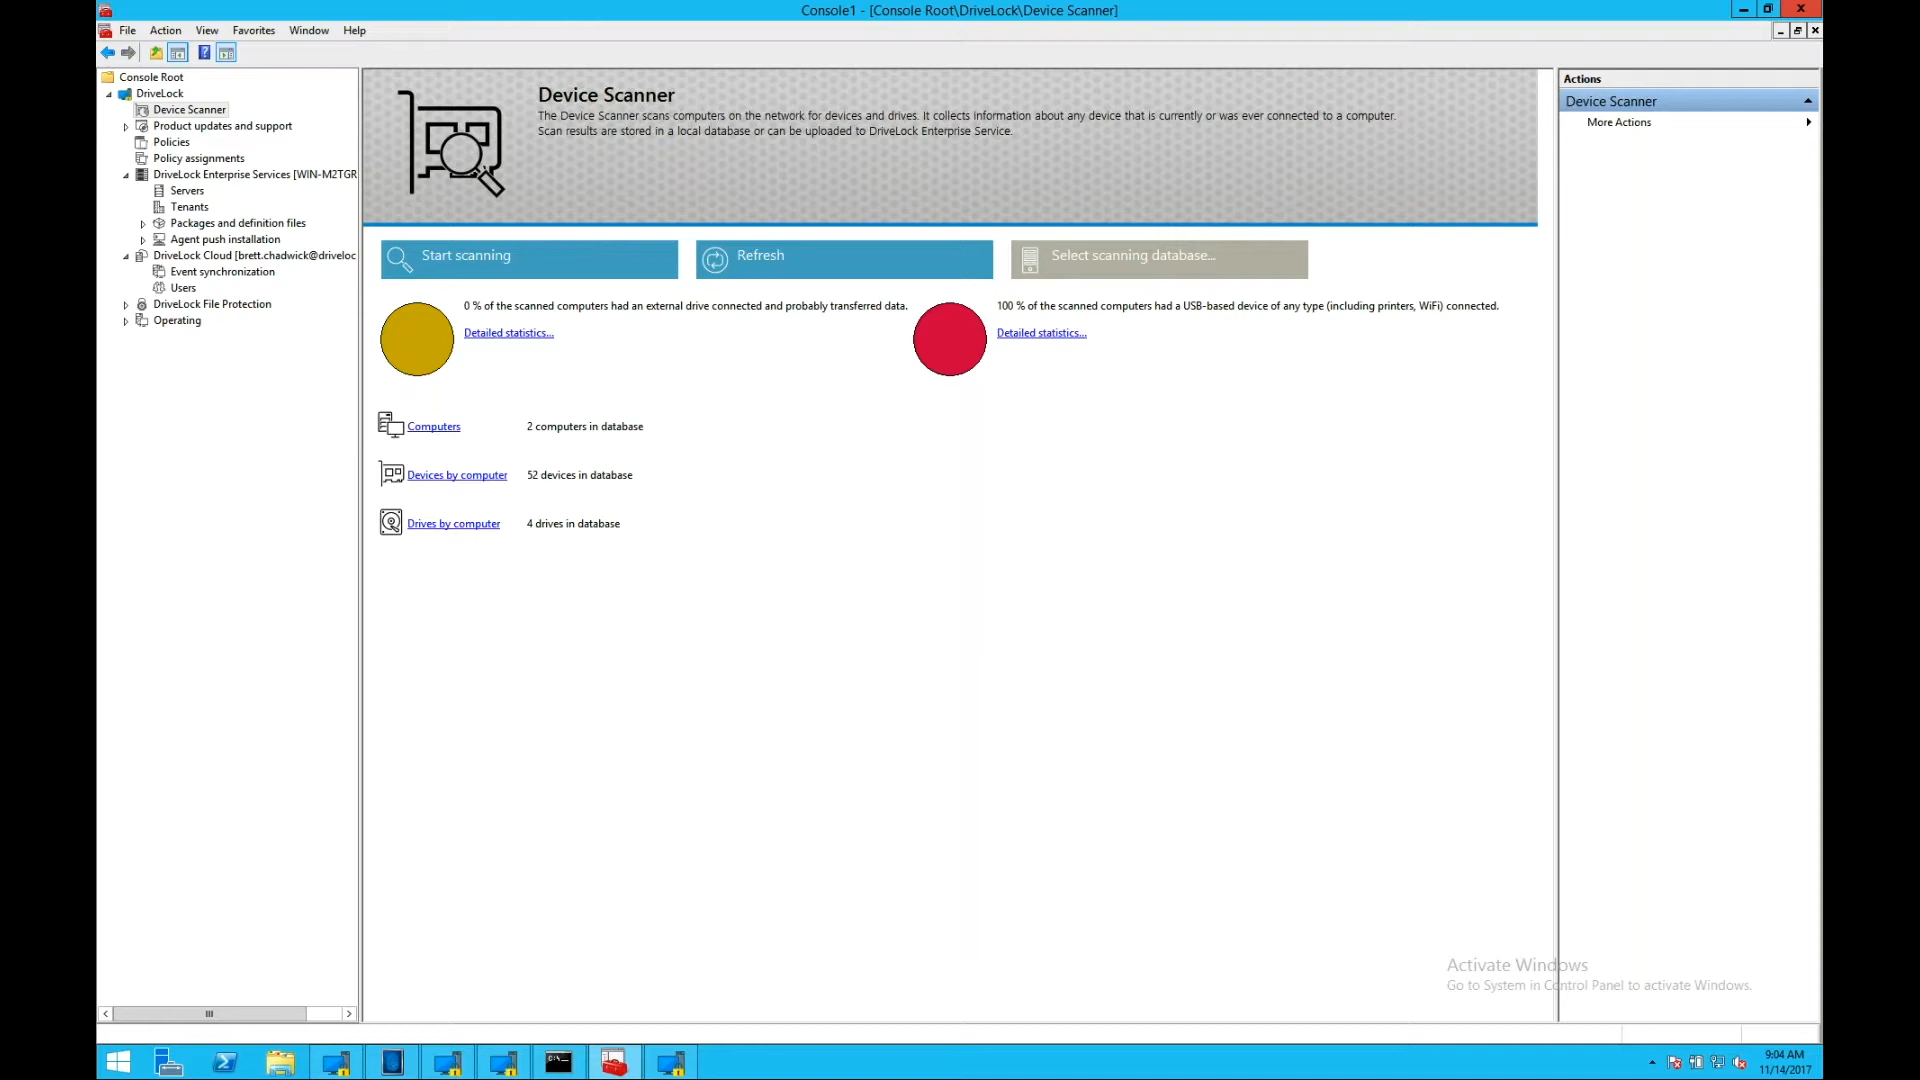 Console1 - [Console Root\DriveLock\Device Scanner]
File Action View Favorites Window Help
Console Root
DriveLock
Device Scanner
Product updates and support
Policies
Policy assignments
DriveLock Enterprise Services [WIN-M2TGR
Servers
Tenants
Packages and definition files
Agent push installation
DriveLock Cloud [brett.chadwick@driveloc
Event synchronization
Users
DriveLock File Protection
Operating
Device Scanner
The Device Scanner scans computers on the network for devices and drives. It collects information about any device that is currently or was ever connected to a computer.
Scan results are stored in a local database or can be uploaded to DriveLock Enterprise Service.
Start scanning
Refresh
Select scanning database...
0 % of the scanned computers had an external drive connected and probably transferred data.
Detailed statistics...
100 % of the scanned computers had a USB-based device of any type (including printers, WiFi) connected.
Detailed statistics...
Computers 2 computers in database
Devices by computer 52 devices in database
Drives by computer 4 drives in database
Actions
Device Scanner
More Actions
Activate Windows
Go to System in Control Panel to activate Windows.
C:\_
9:04 AM
11/14/2017